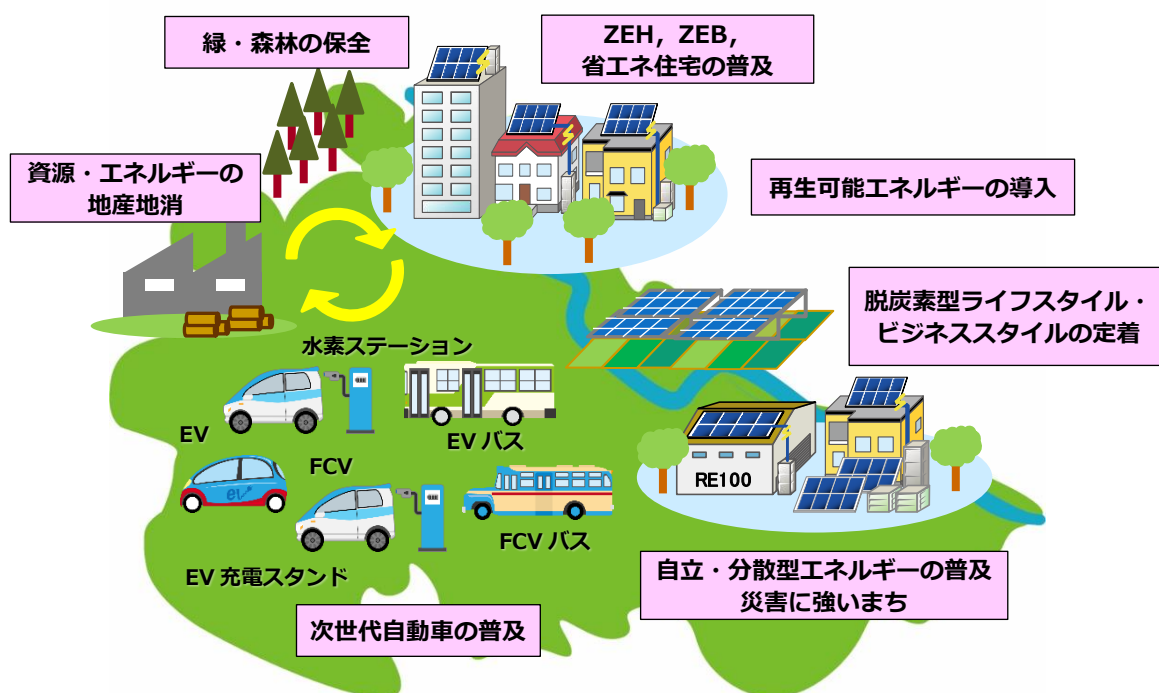 緑・森林の保全
ZEH，ZEB，
省エネ住宅の普及
資源・エネルギーの
地産地消
再生可能エネルギーの導入
脱炭素型ライフスタイル・
ビジネススタイルの定着
水素ステーション
EV
EV バス
FCV
ev
FCV バス
EV 充電スタンド
RE100
自立・分散型エネルギーの普及
災害に強いまち
次世代自動車の普及